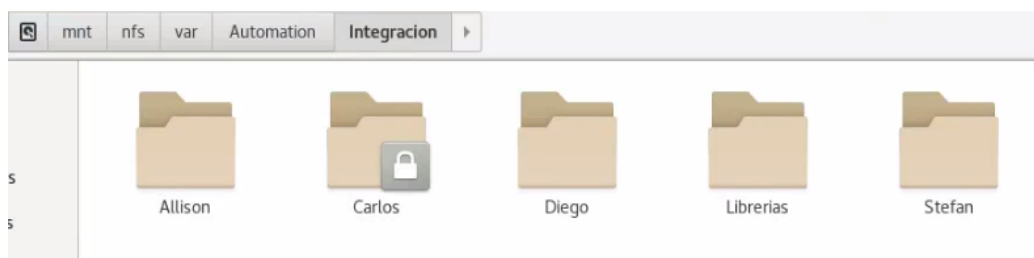 mnt nfs var Automation Integracion
Allison Carlos Diego Librerias Stefan
s
s